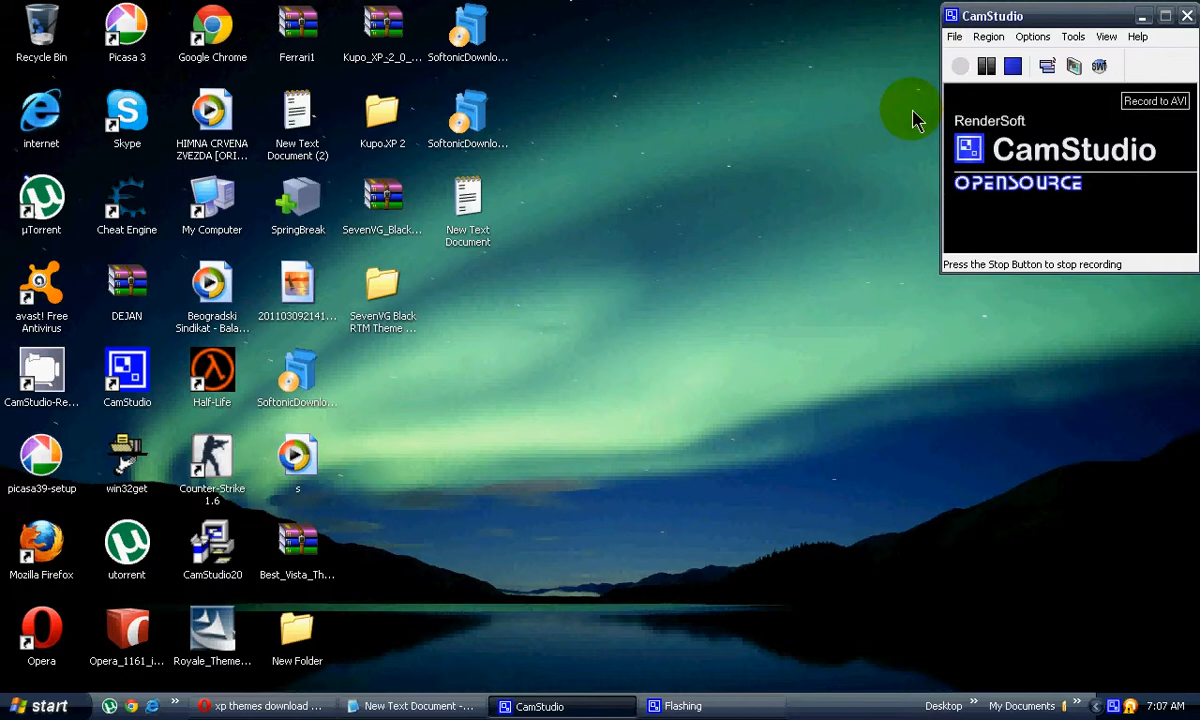 Recycle Bin
Picasa 3
Google Chrome
Ferrari1
Kupo_XP_2_0_...
SoftonicDownlo...
internet
Skype
HIMNA CRVENA
ZVEZDA [ORI...
New Text
Document (2)
Kupo.XP 2
SoftonicDownlo...
µTorrent
Cheat Engine
My Computer
SpringBreak
SevenVG_Black...
New Text
Document
avast! Free
Antivirus
DEJAN
Beogradski
Sindikat - Bala...
201103092141...
SevenVG Black
RTM Theme ...
CamStudio-Re...
CamStudio
Half-Life
SoftonicDownlo...
picasa39-setup
win32get
Counter-Strike
1.6
s
Mozilla Firefox
utorrent
CamStudio20
Best_Vista_Th...
Opera
Opera_1161_i...
Royale_Theme...
New Folder
CamStudio
File Region Options Tools View Help
SWF
Record to AVI
RenderSoft
CamStudio
OPENSOURCE
Press the Stop Button to stop recording
start
xp themes download ...
New Text Document -...
CamStudio
Flashing
Desktop
My Documents
7:07 AM